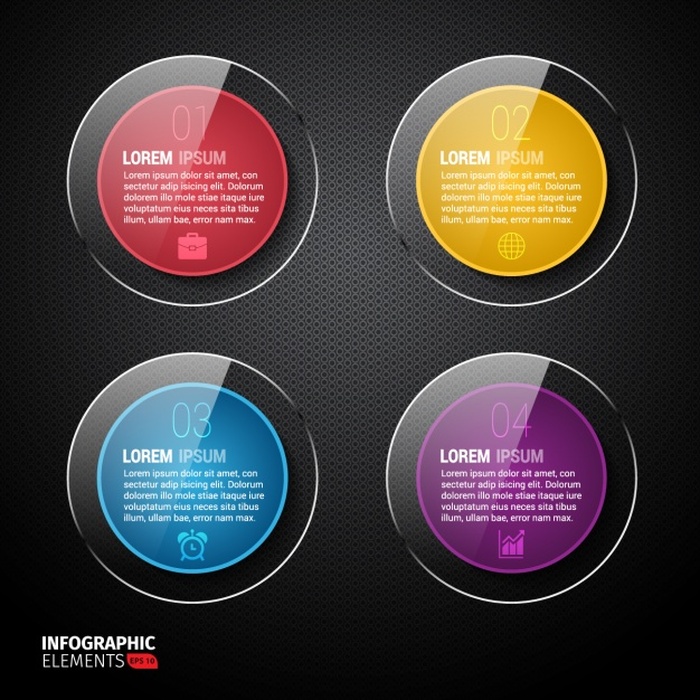 01
LOREM IPSUM
Lorem ipsum dolor sit amet, con
sectetur adip isicing elit. Dolorum
dolorem illo mole stiae itaque iure
voluptatum eius neces sita tibus
illum, ullam bae, error nam max.
02
LOREM IPSUM
Lorem ipsum dolor sit amet, con
sectetur adip isicing elit. Dolorum
dolorem illo mole stiae itaque iure
voluptatum eius neces sita tibus
illum, ullam bae, error nam max.
03
LOREM IPSUM
Lorem ipsum dolor sit amet, con
sectetur adip isicing elit. Dolorum
dolorem illo mole stiae itaque iure
voluptatum eius neces sita tibus
illum, ullam bae, error nam max.
04
LOREM IPSUM
Lorem ipsum dolor sit amet, con
sectetur adip isicing elit. Dolorum
dolorem illo mole stiae itaque iure
voluptatum eius neces sita tibus
illum, ullam bae, error nam max.
INFOGRAPHIC
ELEMENTS EPS 10